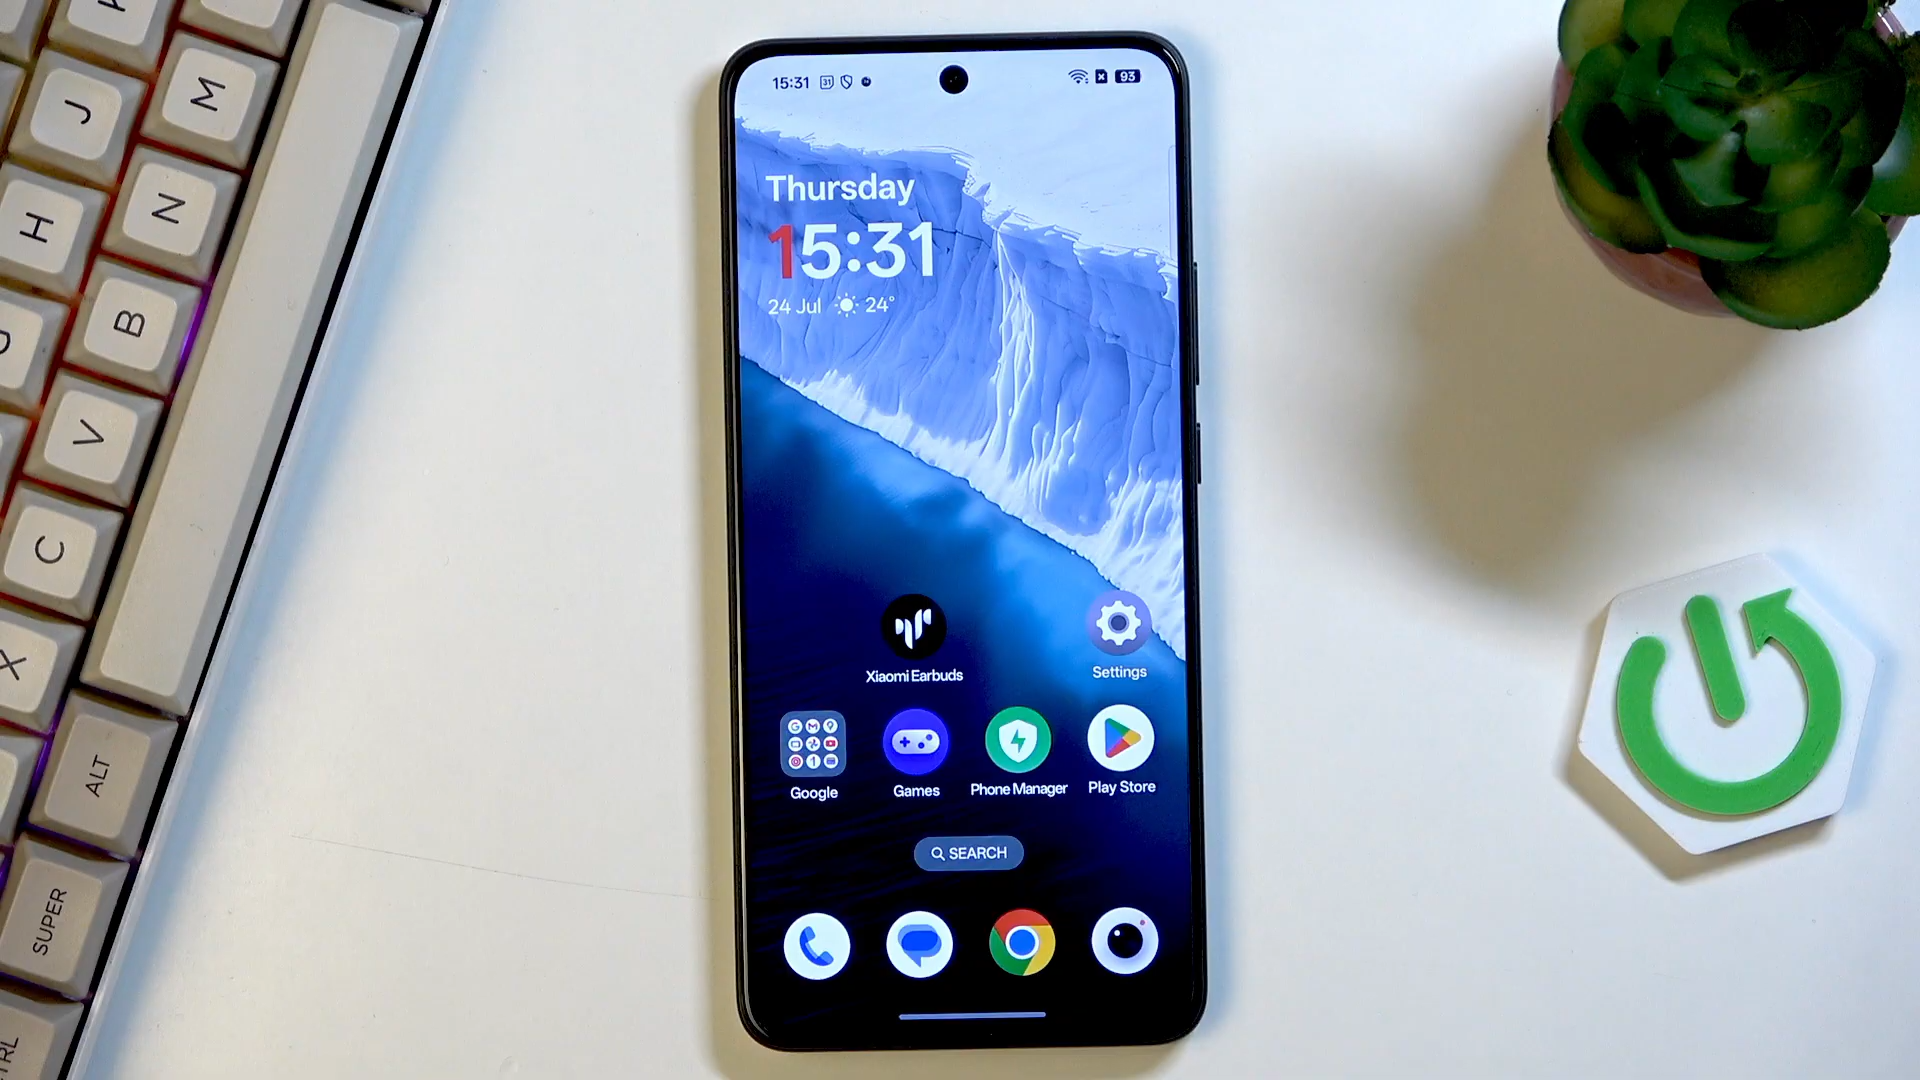 J
M
H
N
B
V
C
X
ALT
SUPER
15:31
31
93
Thursday
15:31
24 Jul 24°
Xiaomi Earbuds
Settings
Google
Games
Phone Manager
Play Store
SEARCH